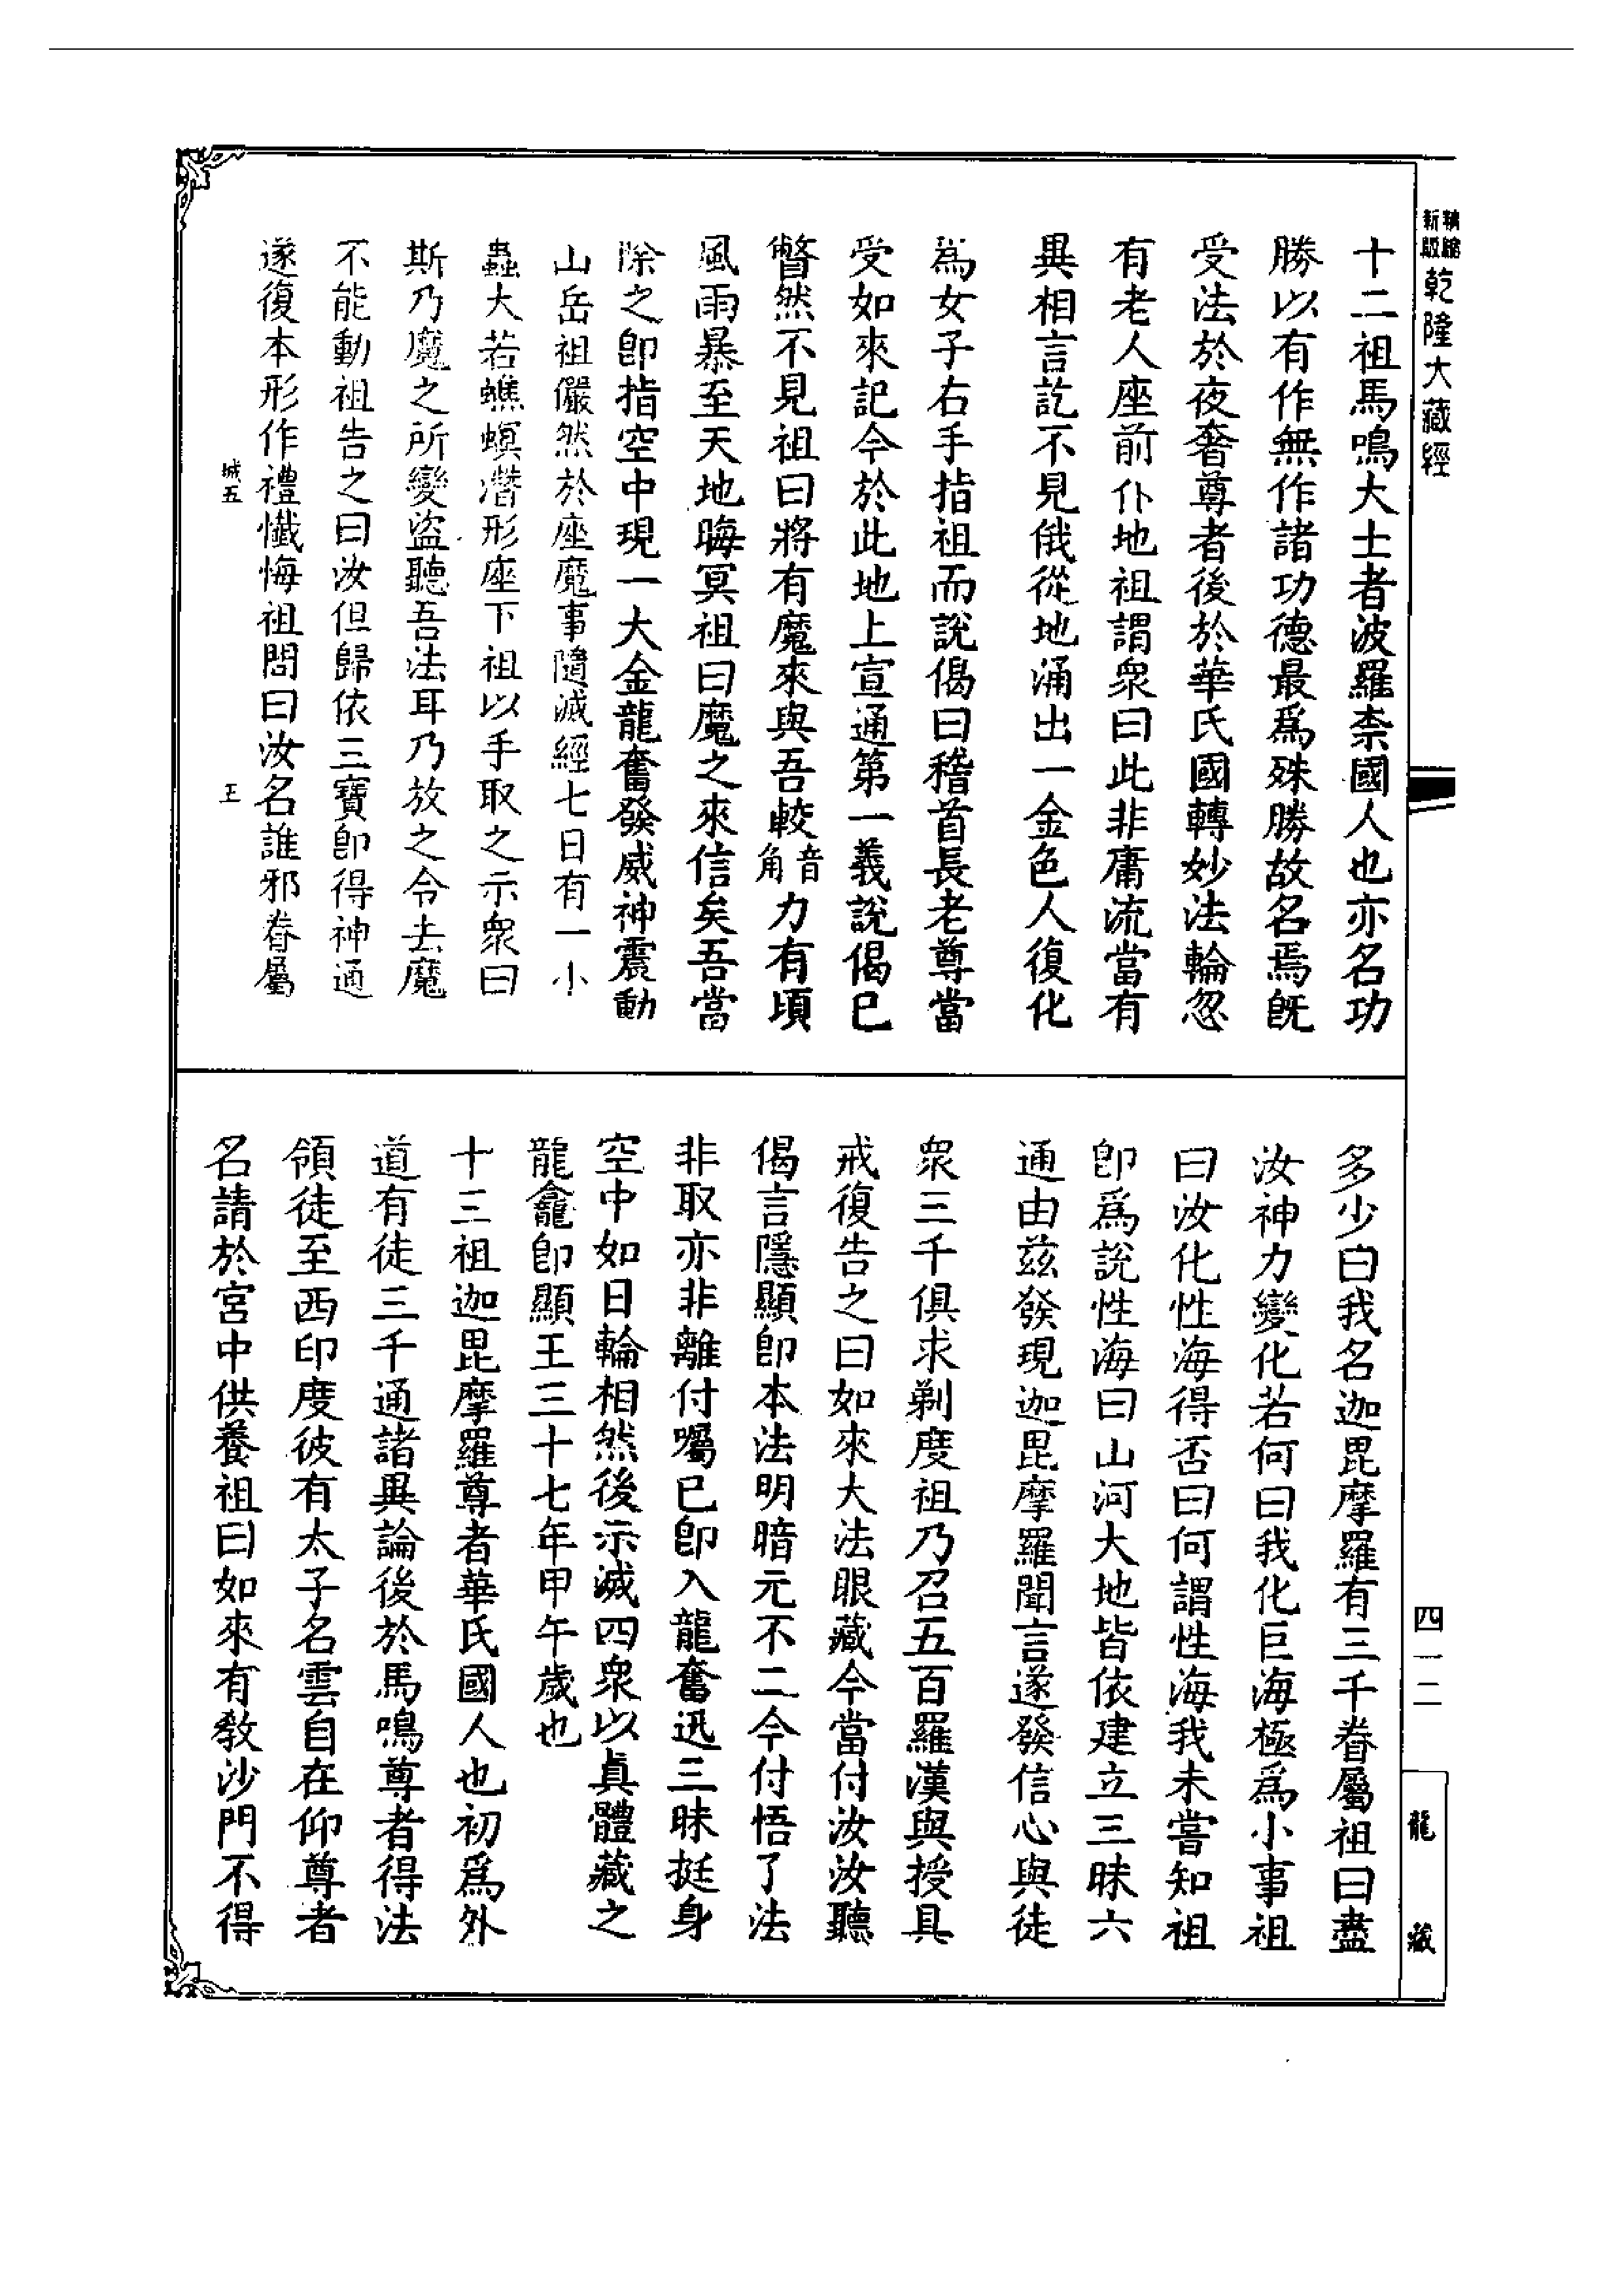 精縮
新版
乾隆大藏經
十二祖馬鳴大士者波羅柰國人也亦名功
勝以有作無作諸功德最爲殊勝故名焉旣
受法於夜奢尊者後於華氏國轉妙法輪忽
有老人座前仆地祖謂衆曰此非庸流當有
異相言訖不見俄從地涌出一金色人復化
爲女子右手指祖而說偈曰稽首長老尊當
受如來記今於此地上宣通第一義說偈已
瞥然不見祖曰將有魔來與吾較音角力有頃
風雨暴至天地晦冥祖曰魔之來信矣吾當
除之卽指空中現一大金龍奮發威神震動
山岳祖儼然於座魔事隨滅經七日有一小
蟲大若蟭螟潛形座下祖以手取之示衆曰
斯乃魔之所變盜聽吾法耳乃放之令去魔
不能動祖告之曰汝但歸依三寶卽得神通
遂復本形作禮懺悔祖問曰汝名誰邪眷屬
城五
王
多少曰我名迦毘摩羅有三千眷屬祖曰盡
汝神力變化若何曰我化巨海極爲小事祖
曰汝化性海得否曰何謂性海我未嘗知祖
卽爲說性海曰山河大地皆依建立三昧六
通由茲發現迦毘摩羅聞言遂發信心與徒
衆三千俱求剃度祖乃召五百羅漢與授具
戒復告之曰如來大法眼藏今當付汝汝聽
偈言隱顯卽本法明暗元不二今付悟了法
非取亦非離付囑已卽入龍奮迅三昧挺身
空中如日輪相然後示滅四衆以眞體藏之
龍龕卽顯王三十七年甲午歲也
十三祖迦毘摩羅尊者華氏國人也初爲外
道有徒三千通諸異論後於馬鳴尊者得法
領徒至西印度彼有太子名雲自在仰尊者
名請於宮中供養祖曰如來有敎沙門不得
四一二
龍藏